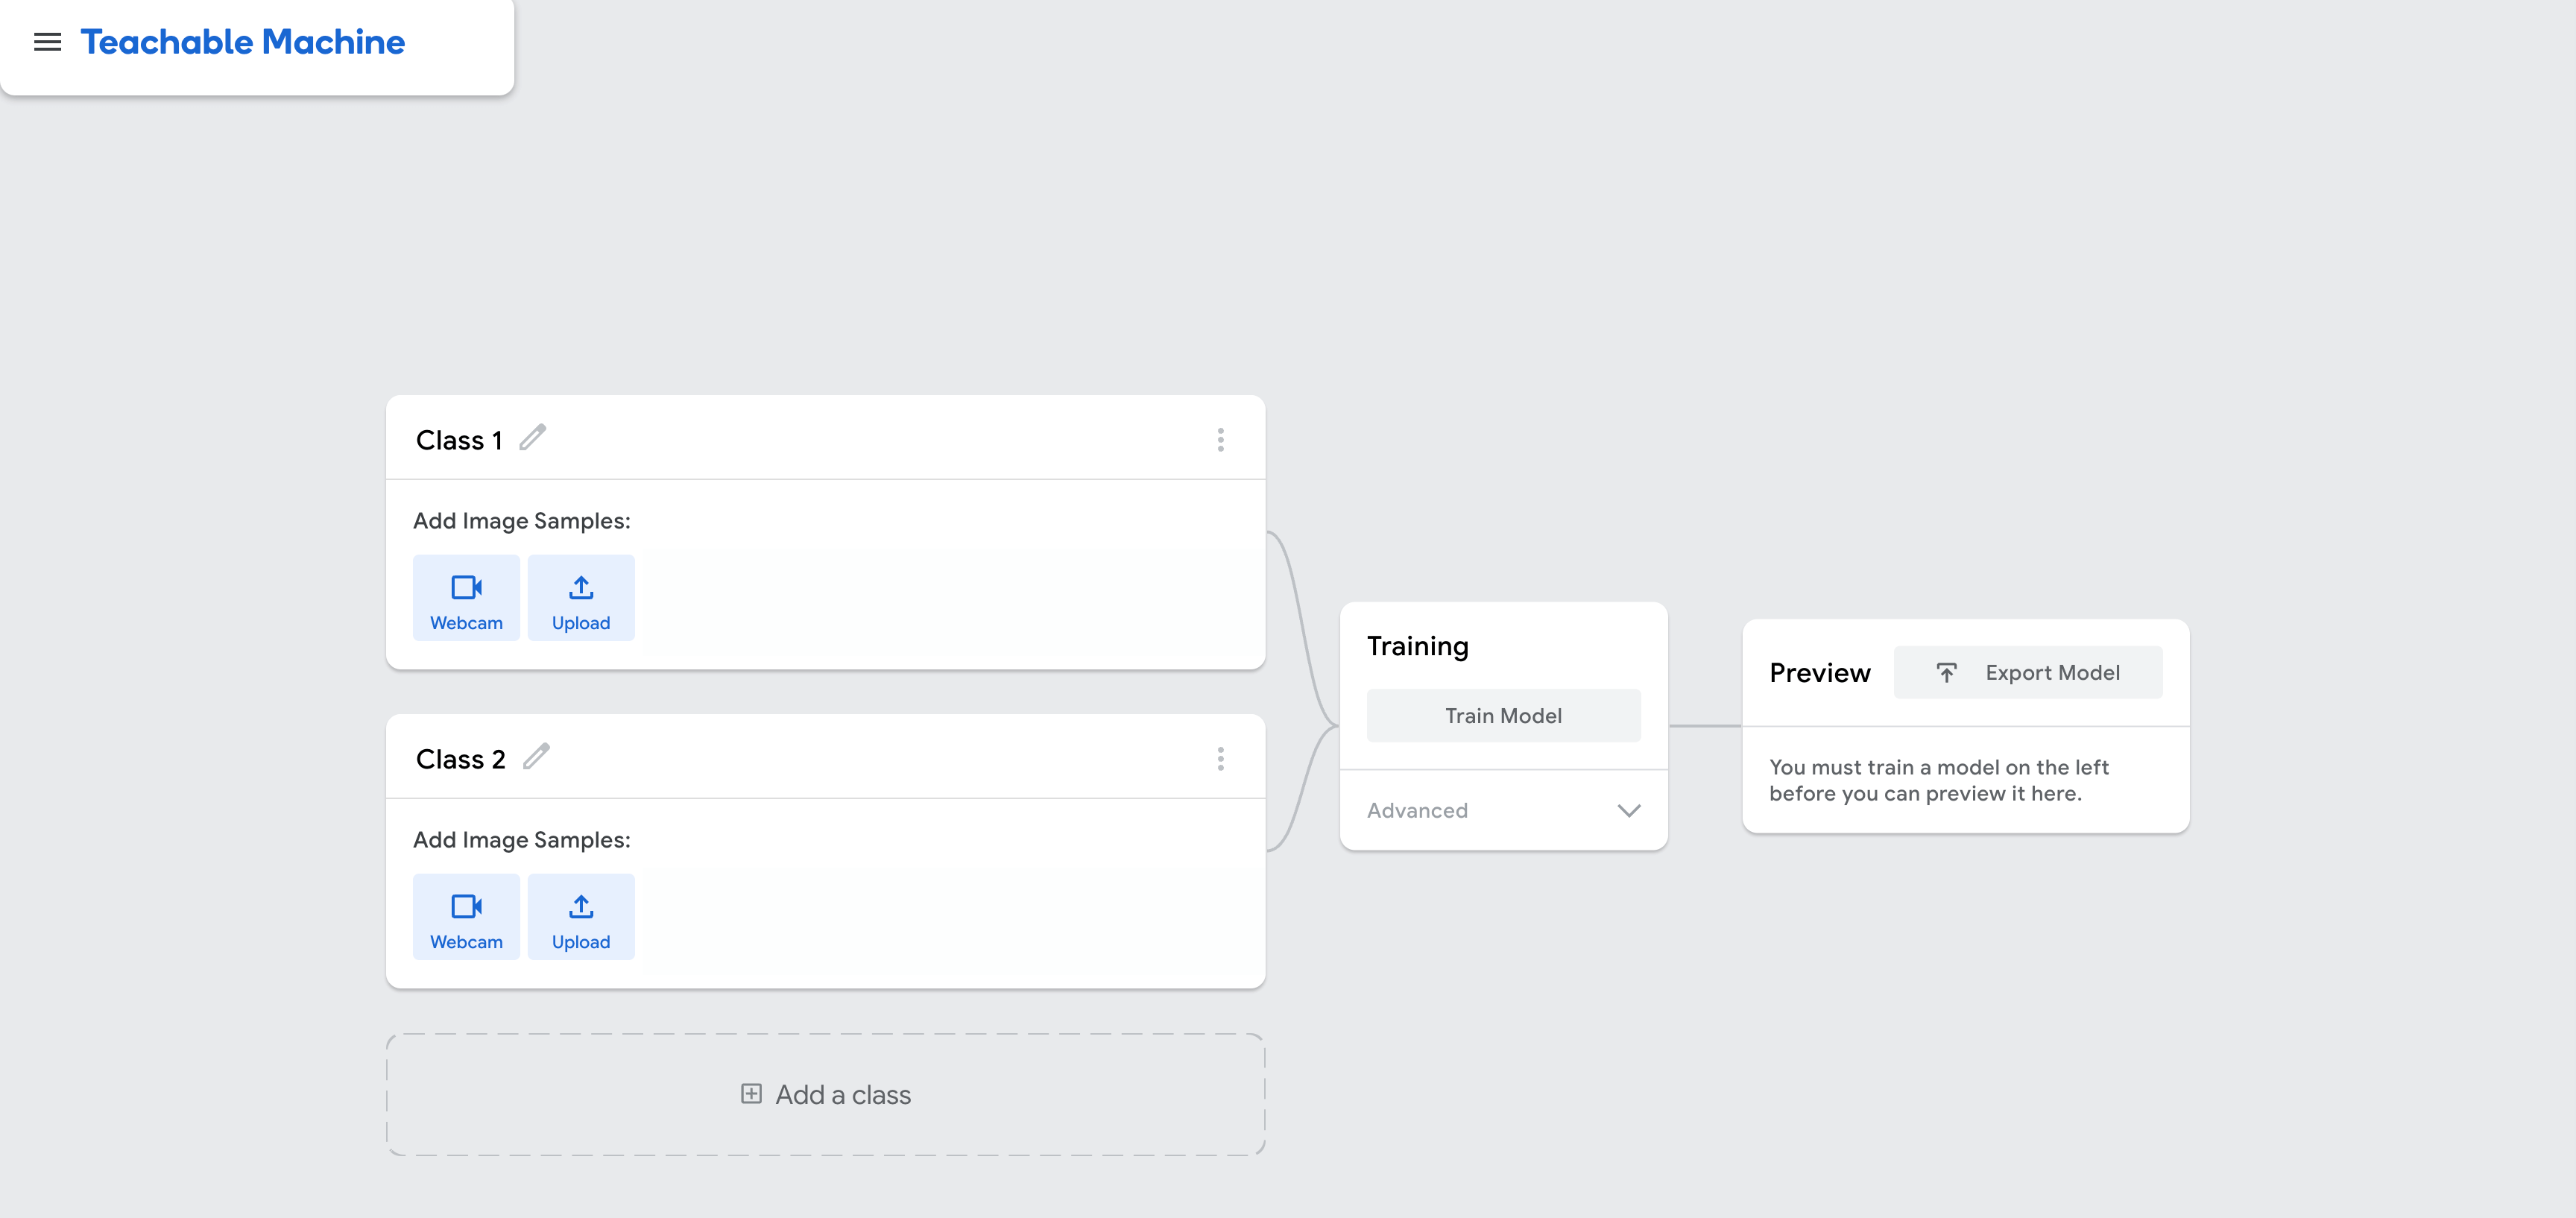 Teachable Machine
Class 1
Add Image Samples:
Webcam
Upload
Class 2
Add Image Samples:
Webcam
Upload
Add a class
Training
Train Model
Advanced
Preview
Export Model
You must train a model on the left
before you can preview it here.